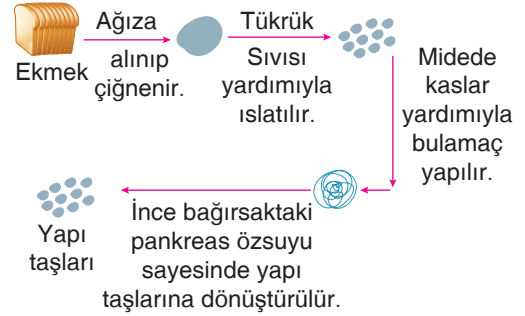 Ekmek
Ağıza
alınıp
çiğnenir.
Tükrük
Sıvısı
yardımıyla
ıslatılır.
Midede
kaslar
yardımıyla
bulamaç
yapılır.
İnce bağırsaktaki
pankreas özsuyu
sayesinde yapı
taşlarına dönüştürülür.
Yapı
taşları